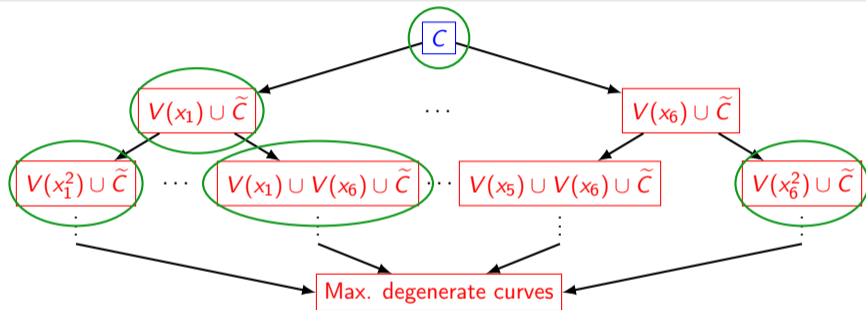 C
V(x₁) ∪ C̃ ⋯ V(x₆) ∪ C̃
V(x₁²) ∪ C̃ ⋯ V(x₁) ∪ V(x₆) ∪ C̃ ⋯ V(x₅) ∪ V(x₆) ∪ C̃ V(x₆²) ∪ C̃
⋮ ⋮ ⋮ ⋮
Max. degenerate curves